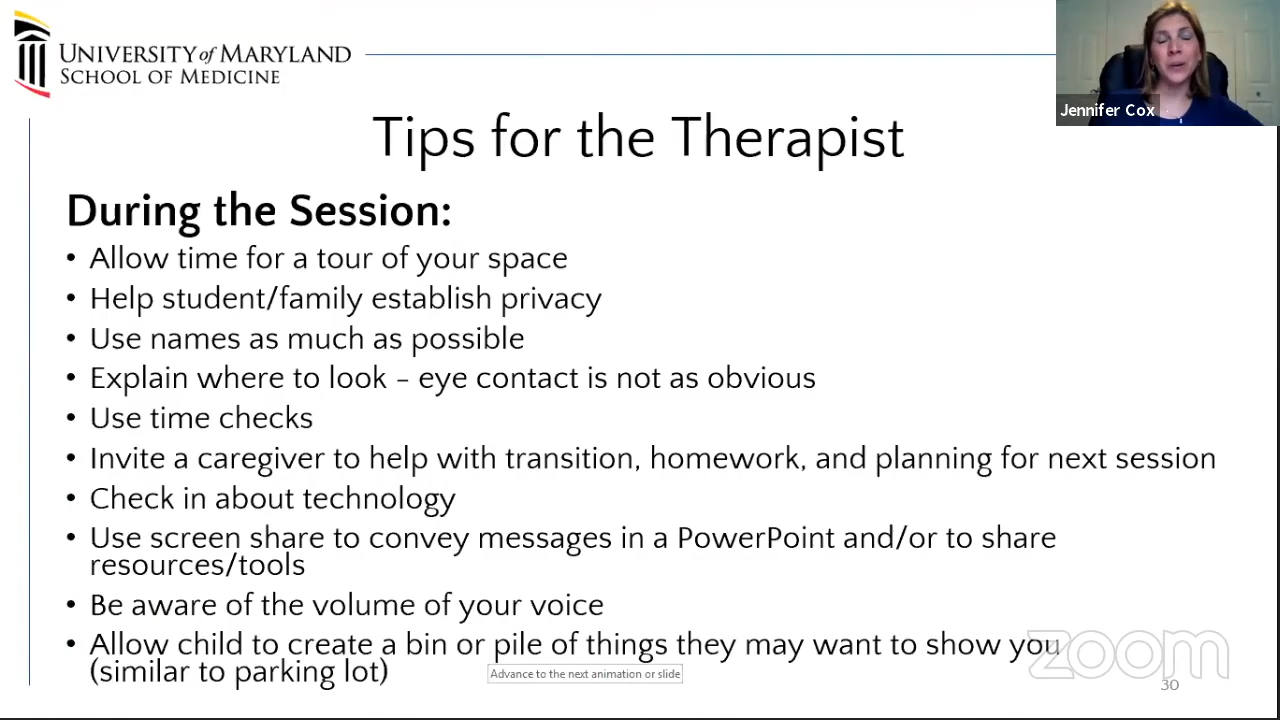 UNIVERSITY of MARYLAND
SCHOOL OF MEDICINE
Jennifer Cox
Tips for the Therapist
During the Session:
• Allow time for a tour of your space
• Help student/family establish privacy
• Use names as much as possible
• Explain where to look – eye contact is not as obvious
• Use time checks
• Invite a caregiver to help with transition, homework, and planning for next session
• Check in about technology
• Use screen share to convey messages in a PowerPoint and/or to share
resources/tools
• Be aware of the volume of your voice
• Allow child to create a bin or pile of things they may want to show you
(similar to parking lot)
Advance to the next animation or slide
zoom
30